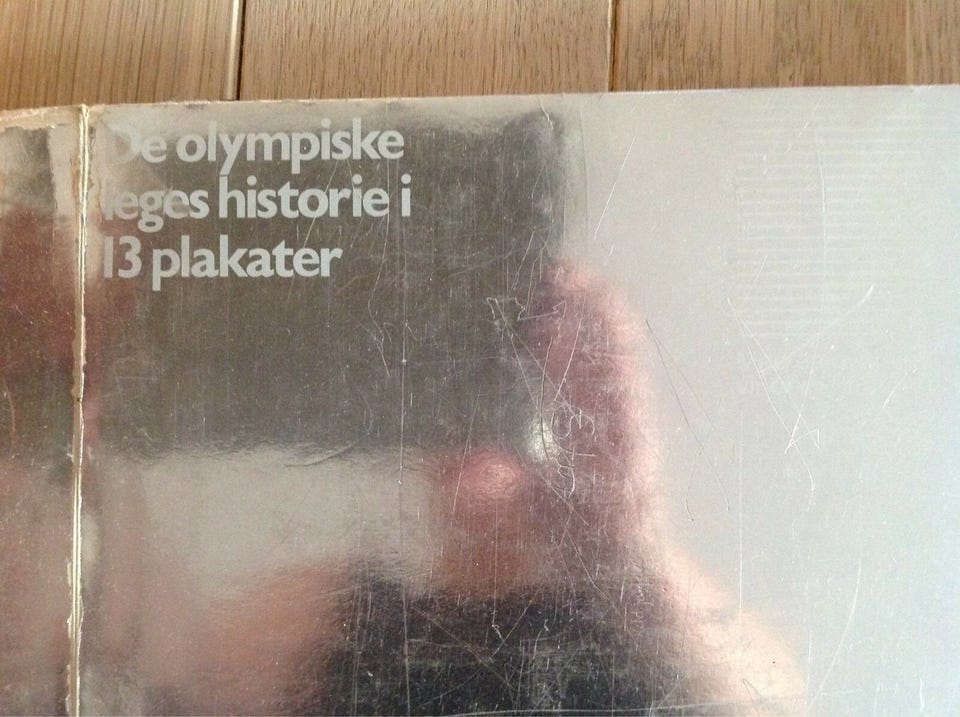 De olympiske
leges historie i
13 plakater